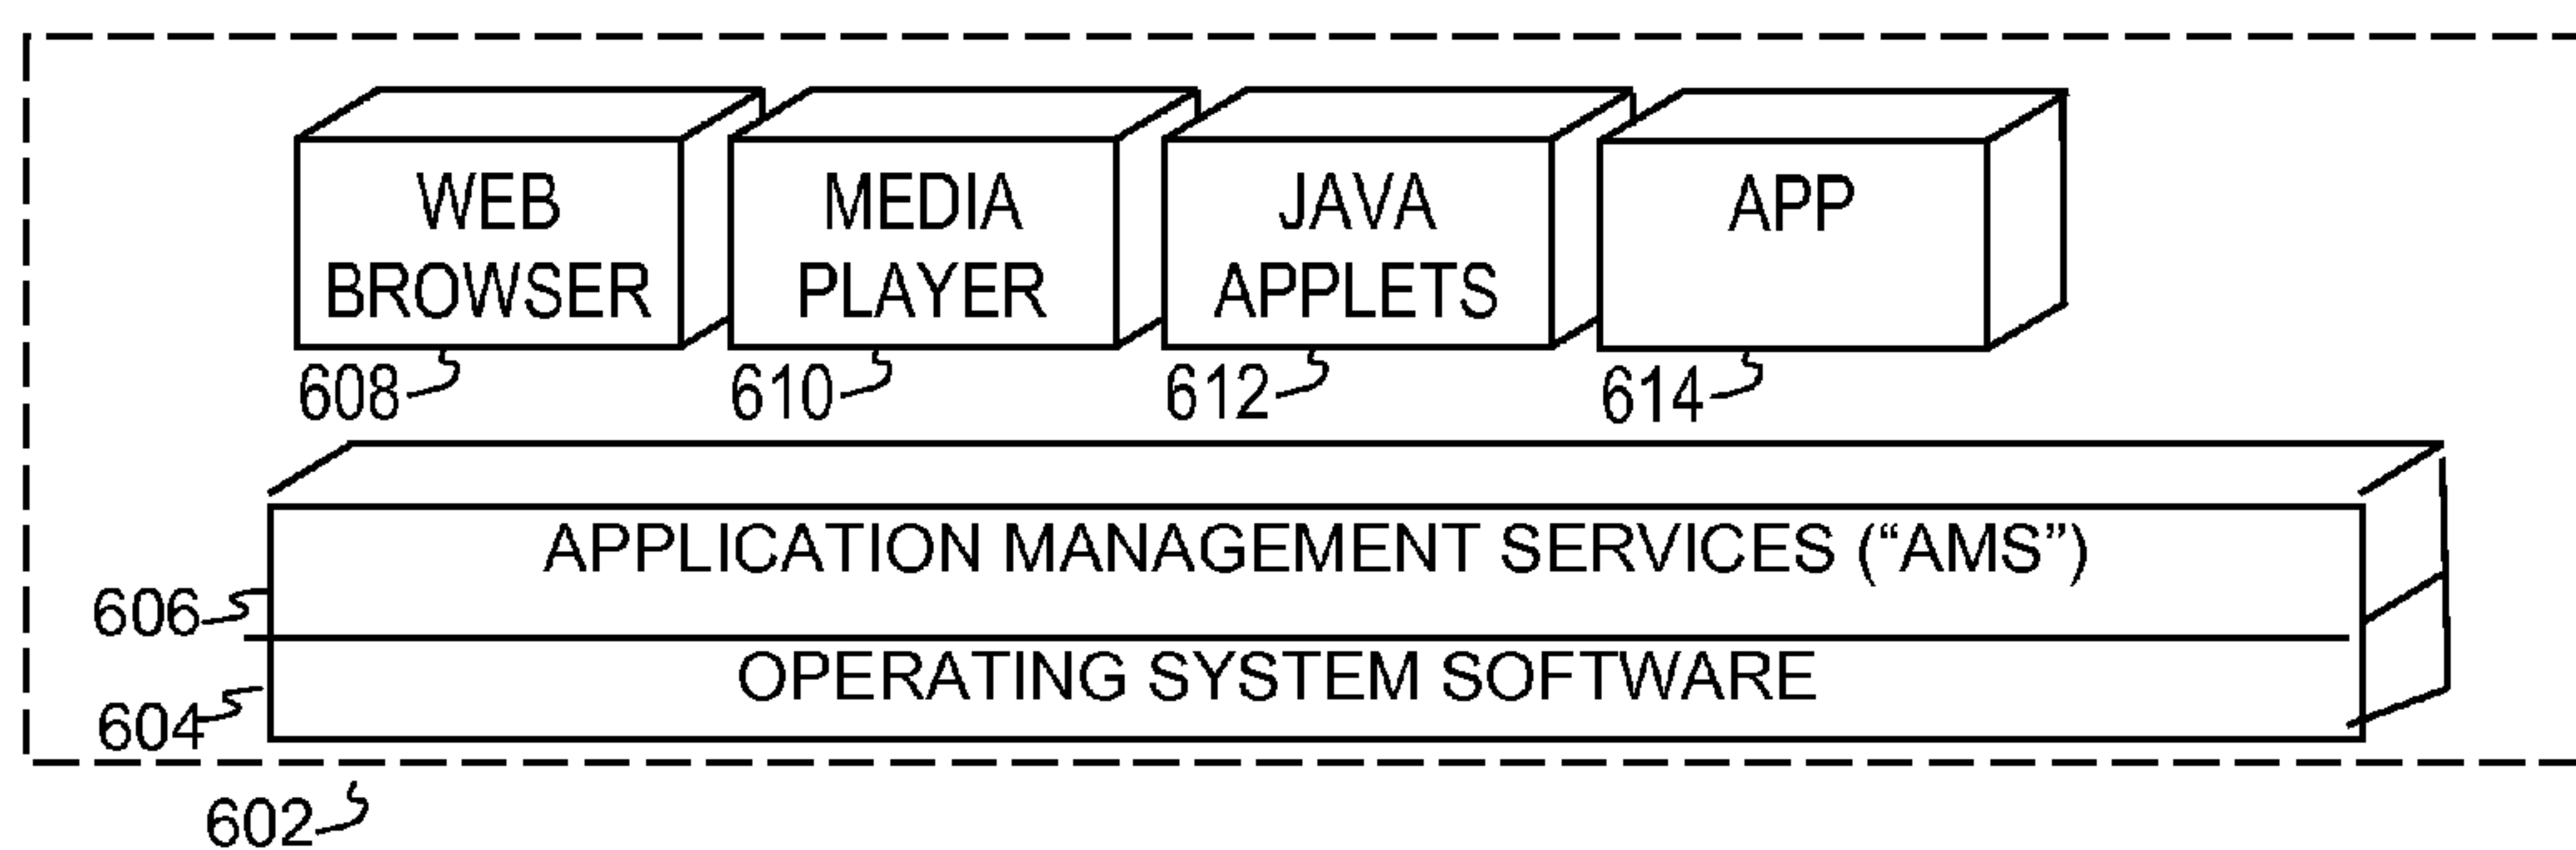 WEB
BROWSER
608
MEDIA
PLAYER
610
JAVA
APPLETS
612
APP
614
APPLICATION MANAGEMENT SERVICES (“AMS”)
606
OPERATING SYSTEM SOFTWARE
604
602